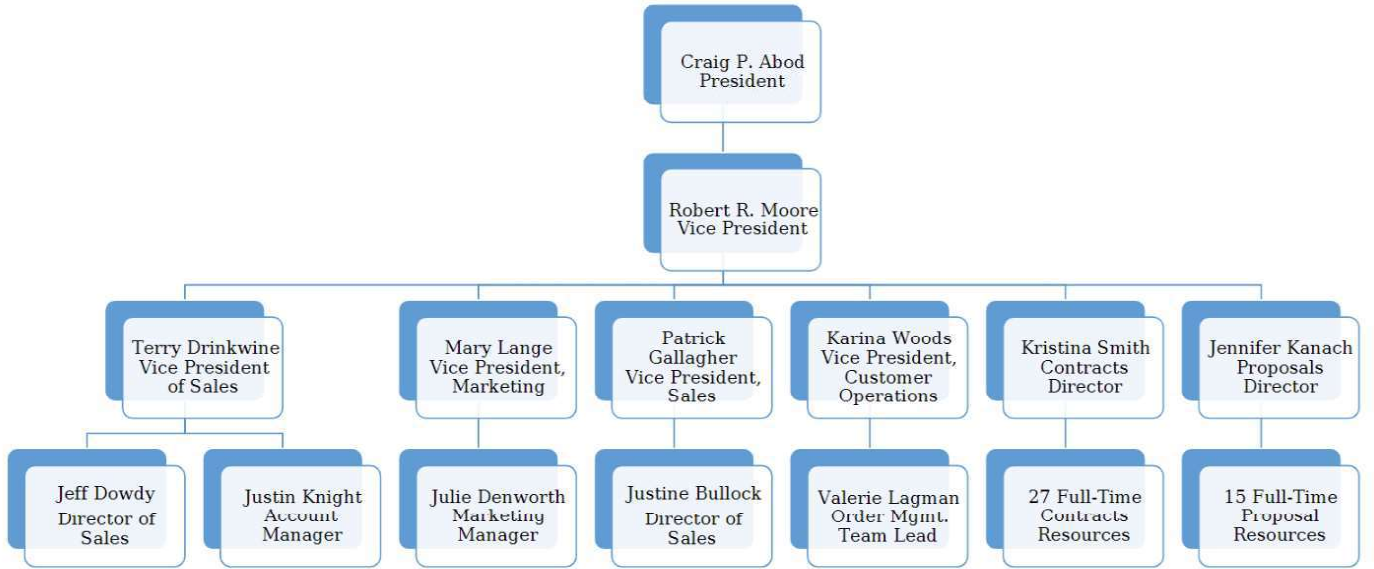 Craig P. Abod
President
Robert R. Moore
Vice President
Terry Drinkwine
Vice President
of Sales
Mary Lange
Vice President,
Marketing
Patrick
Gallagher
Vice President,
Sales
Karina Woods
Vice President,
Customer
Operations
Kristina Smith
Contracts
Director
Jennifer Kanach
Proposals
Director
Jeff Dowdy
Director of
Sales
Justin Knight
Account
Manager
Julie Denworth
Marketing
Manager
Justine Bullock
Director of
Sales
Valerie Lagman
Order Mgmt.
Team Lead
27 Full-Time
Contracts
Resources
15 Full-Time
Proposal
Resources